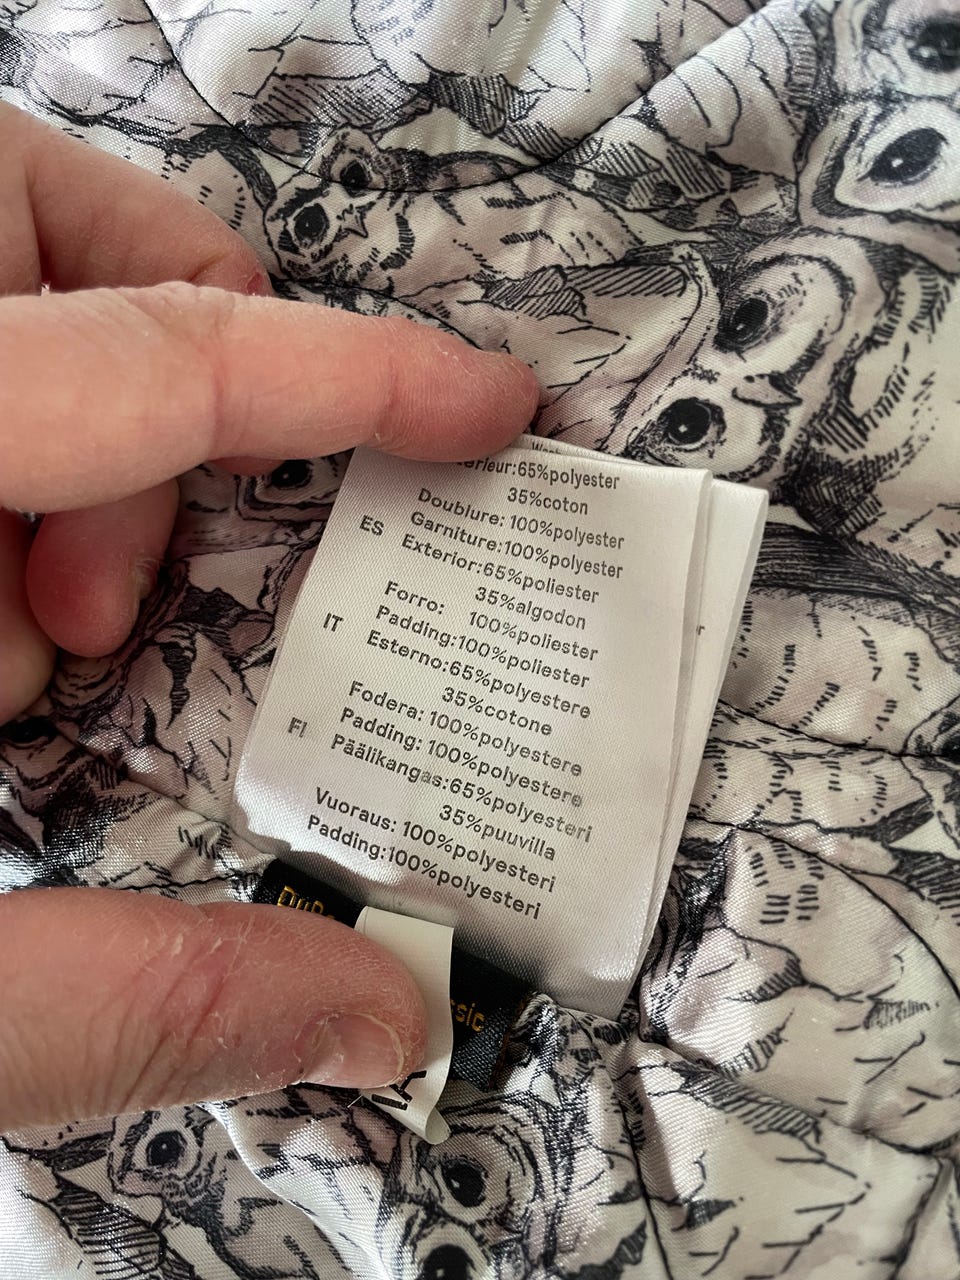 65%polyester
35%coton
Doublure: 100%polyester
Garniture:100%polyester
ES Exterior:65%poliester
35%algodon
Forro: 100%poliester
Padding:100%poliester
IT Esterno:65%polyestere
35%cotone
Fodera: 100%polyestere
Padding: 100%polyestere
FI Päälikangas:65%polyesteri
35%puuvilla
Vuoraus: 100%polyesteri
Padding:100%polyesteri